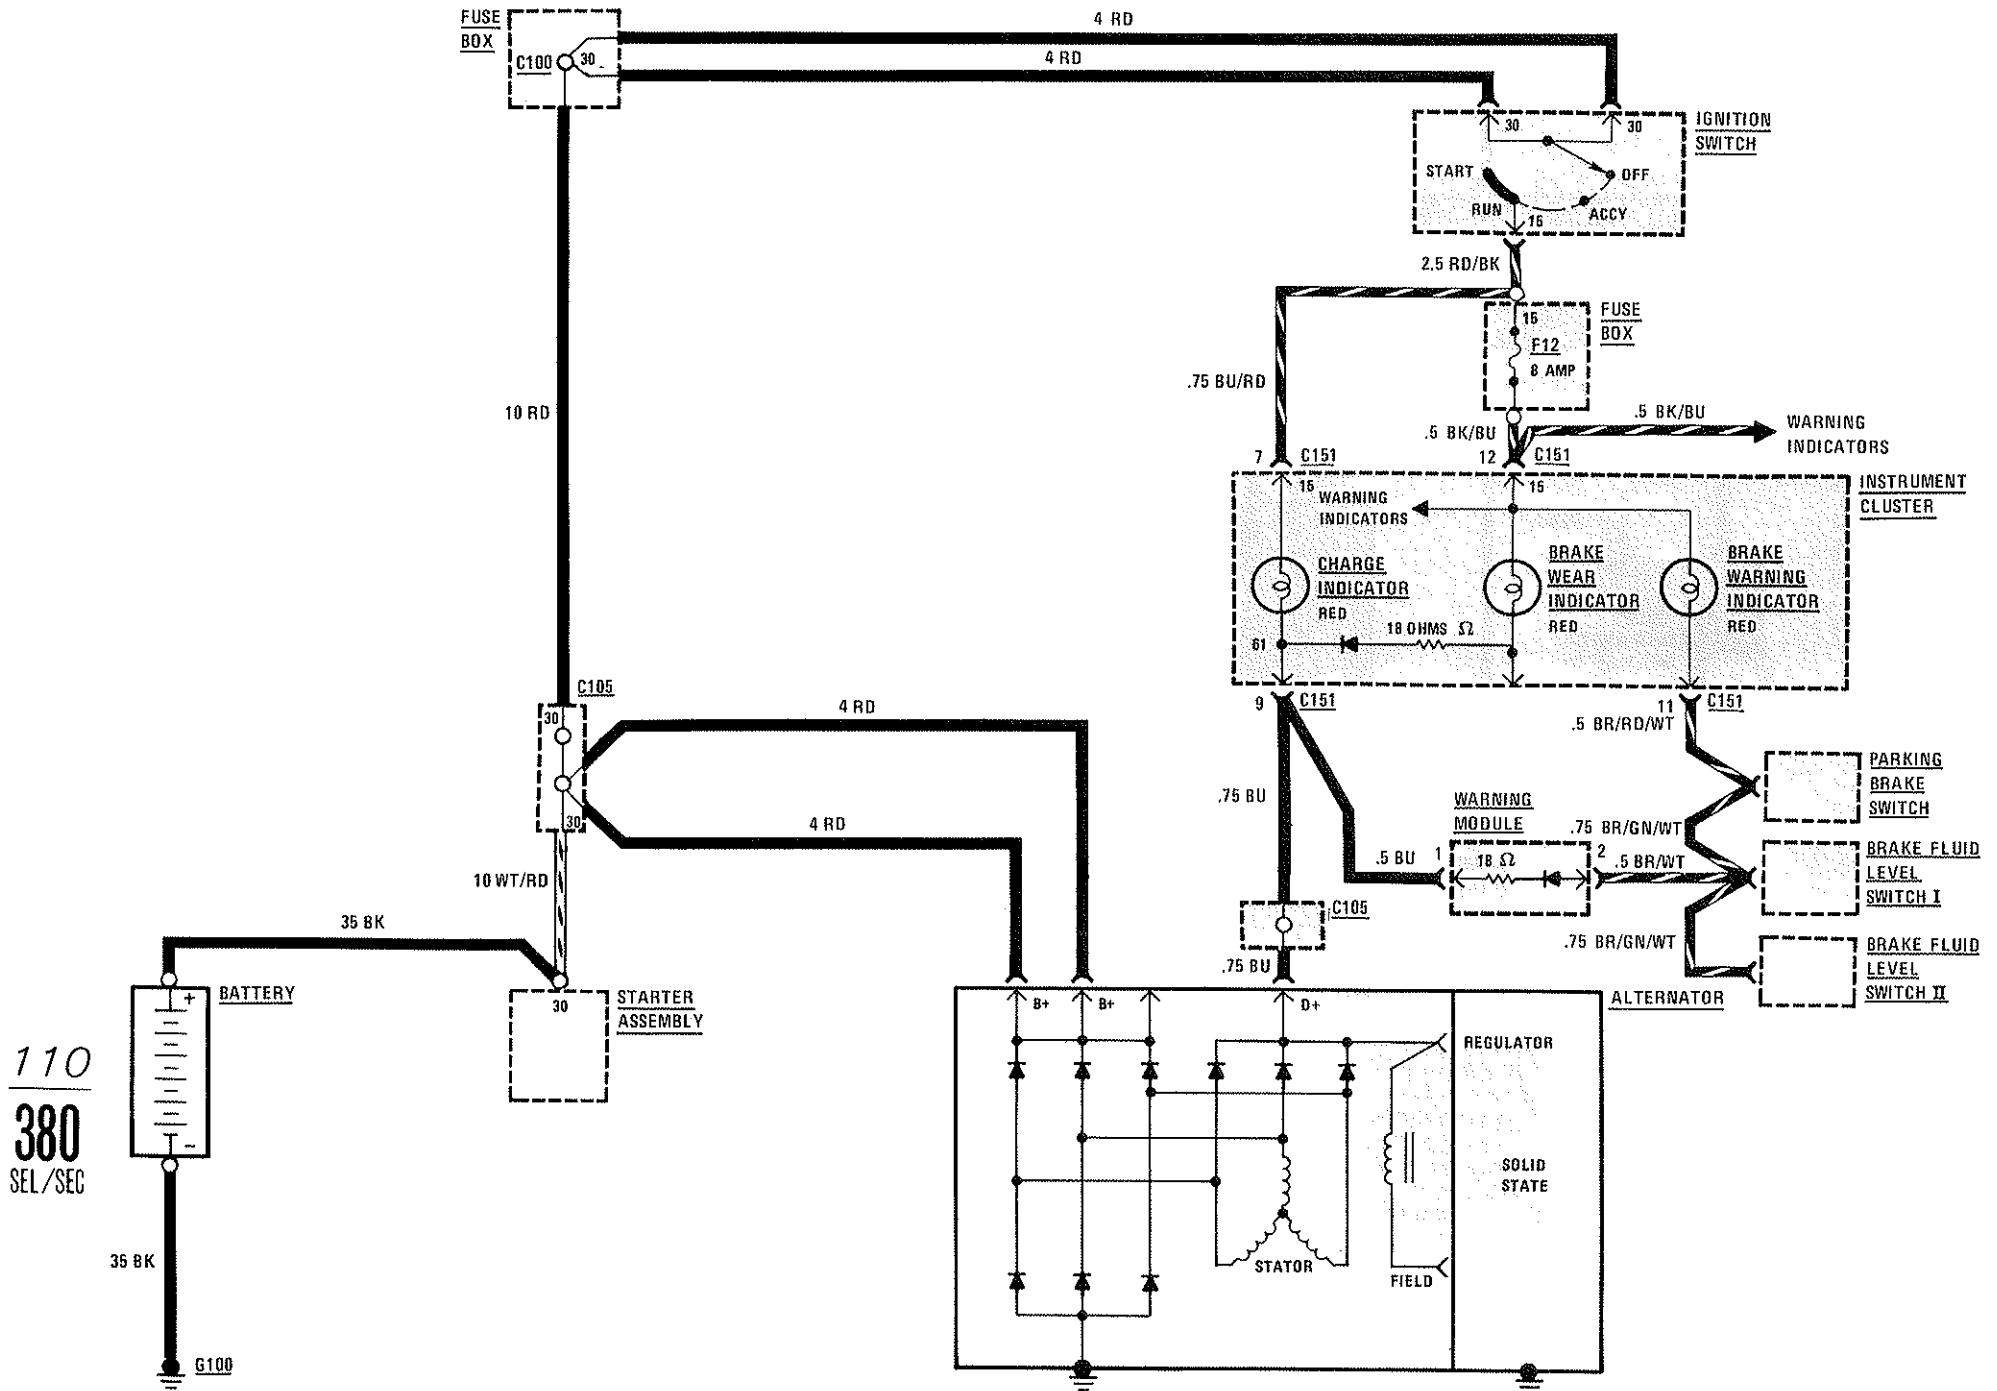 FUSE
BOX
C100
30
4 RD
4 RD
30
30
IGNITION
SWITCH
START
OFF
RUN
15
ACCY
2.5 RD/BK
15
FUSE
BOX
F12
8 AMP
.75 BU/RD
10 RD
.5 BK/BU
.5 BK/BU
WARNING
INDICATORS
7
C151
12
C151
15
15
INSTRUMENT
CLUSTER
WARNING
INDICATORS
CHARGE
INDICATOR
RED
BRAKE
WEAR
INDICATOR
RED
BRAKE
WARNING
INDICATOR
RED
61
18 OHMS Ω
C105
30
30
4 RD
4 RD
9
C151
11
C151
.5 BR/RD/WT
PARKING
BRAKE
SWITCH
.75 BU
WARNING
MODULE
.75 BR/GN/WT
.5 BU
1
18 Ω
2
.5 BR/WT
BRAKE FLUID
LEVEL
SWITCH I
10 WT/RD
35 BK
C105
.75 BR/GN/WT
BRAKE FLUID
LEVEL
SWITCH II
.75 BU
BATTERY
+
-
30
STARTER
ASSEMBLY
B+
B+
D+
ALTERNATOR
REGULATOR
110
380
SEL/SEC
SOLID
STATE
STATOR
FIELD
35 BK
G100